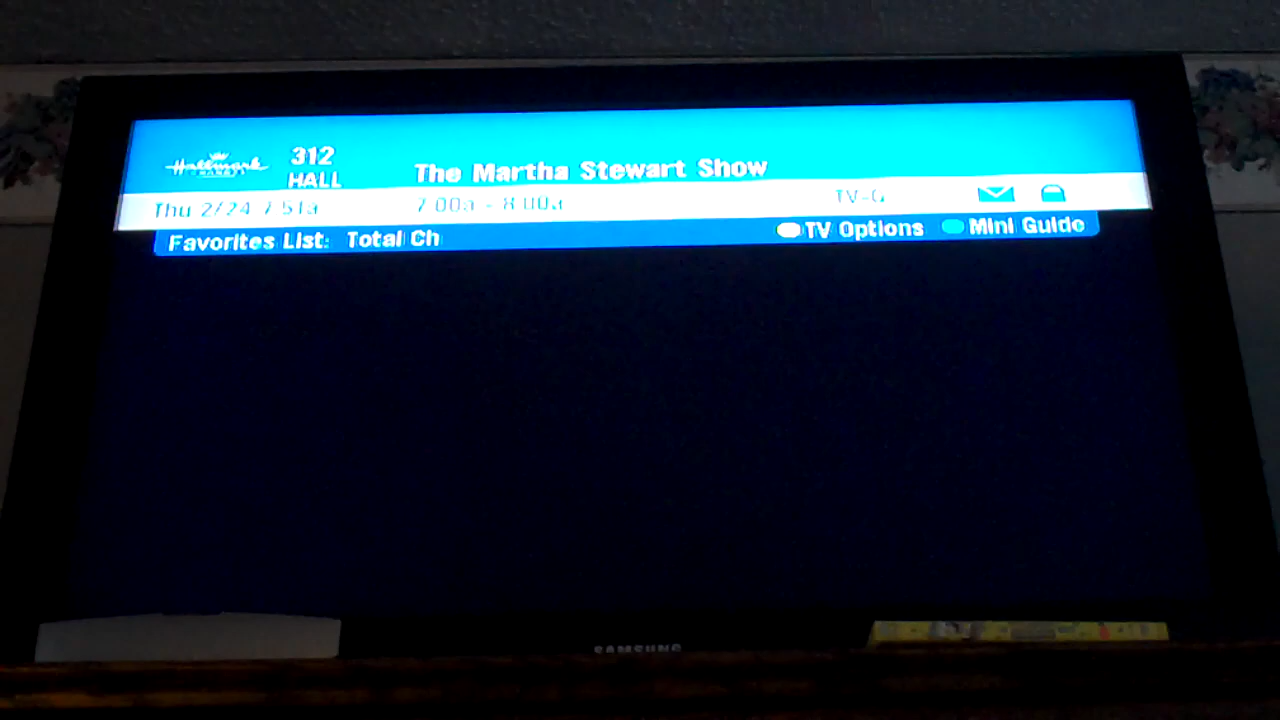 Hallmark 312 The Martha Stewart Show
CHANNEL HALL
Thu 2/24 7:51a 7:00a - 8:00a TV-G
Favorites List: Total Ch TV Options Mini Guide
SAMSUNG